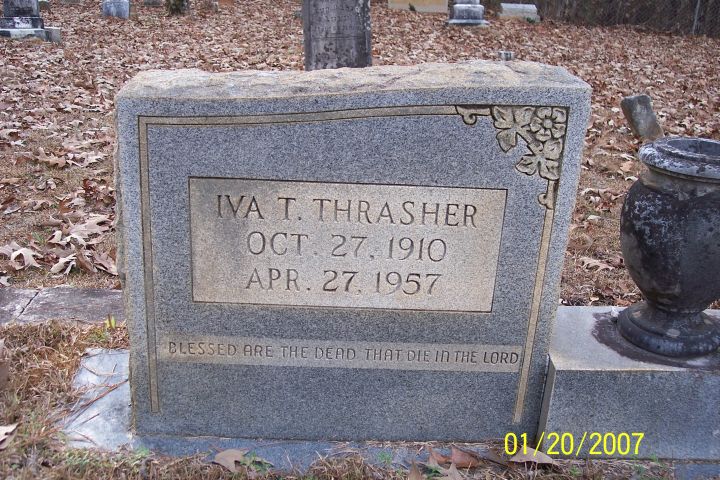 IVA T. THRASHER
OCT. 27, 1910
APR. 27, 1957
BLESSED ARE THE DEAD THAT DIE IN THE LORD
01/20/2007